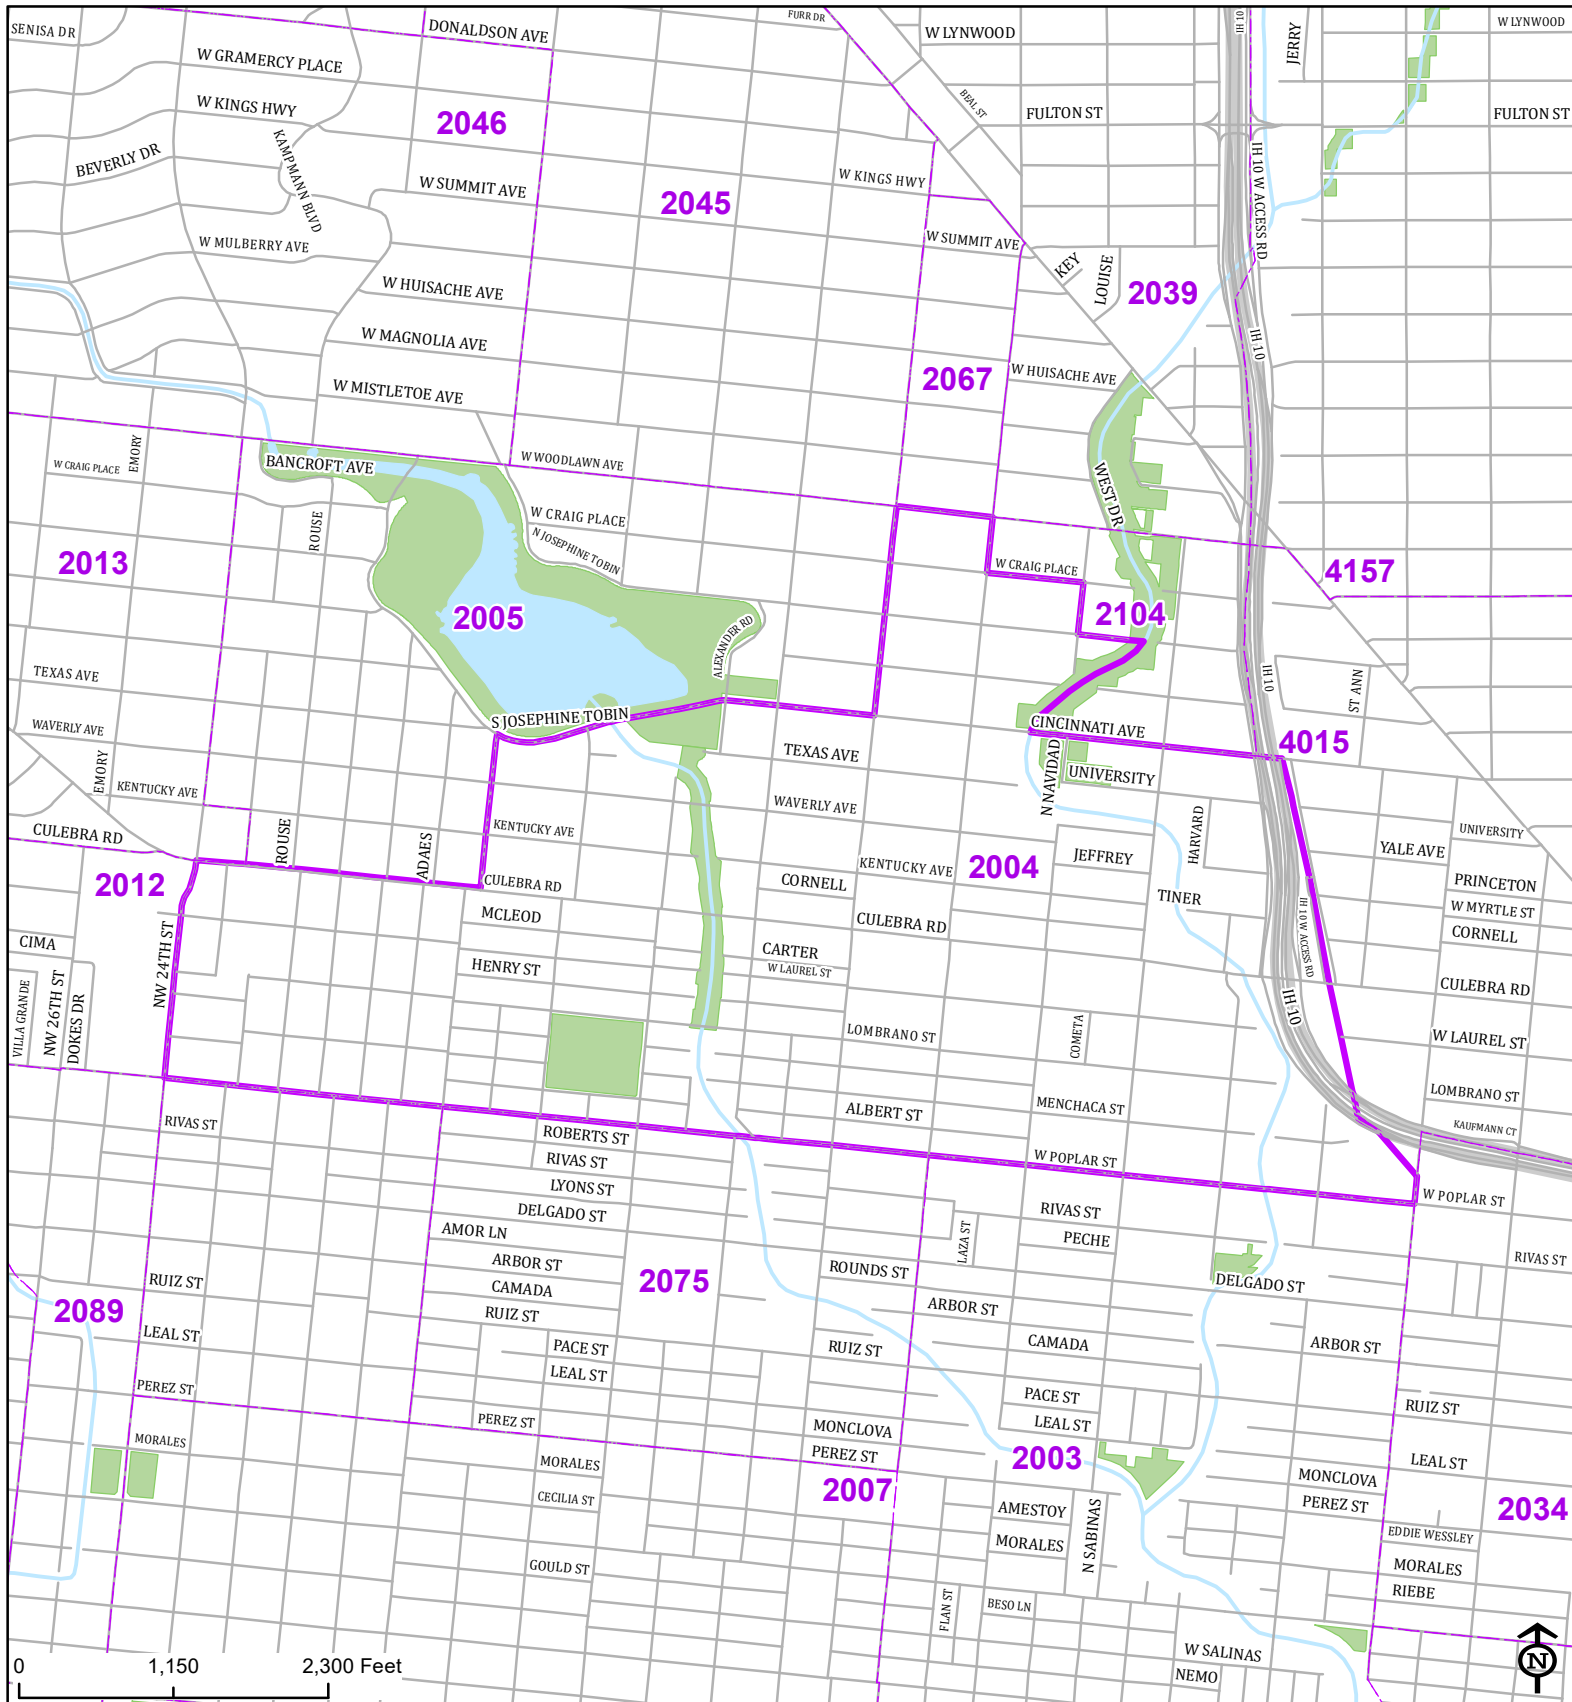 FURR DR
SENISA DR
DONALDSON AVE
W LYNWOOD
IH 10
JERRY
W LYNWOOD
W GRAMERCY PLACE
W KINGS HWY
2046
BEAL ST
FULTON ST
FULTON ST
BEVERLY DR
KAMPMANN BLVD
W SUMMIT AVE
2045
W KINGS HWY
IH 10 W ACCESS RD
W MULBERRY AVE
W SUMMIT AVE
KEY
LOUISE
2039
W HUISACHE AVE
W MAGNOLIA AVE
IH 10
W MISTLETOE AVE
2067
W HUISACHE AVE
W CRAIG PLACE
EMORY
BANCROFT AVE
W WOODLAWN AVE
WEST DR
ROUSE
W CRAIG PLACE
N JOSEPHINE TOBIN
2013
W CRAIG PLACE
4157
2005
2104
ALEXANDER RD
TEXAS AVE
IH 10
ST ANN
S JOSEPHINE TOBIN
WAVERLY AVE
CINCINNATI AVE
4015
EMORY
TEXAS AVE
N NAVIDAD
UNIVERSITY
KENTUCKY AVE
WAVERLY AVE
CULEBRA RD
ROUSE
ADAES
KENTUCKY AVE
HARVARD
UNIVERSITY
YALE AVE
JEFFREY
2012
CULEBRA RD
CORNELL
KENTUCKY AVE
2004
TINER
PRINCETON
W MYRTLE ST
MCLEOD
CULEBRA RD
CORNELL
CIMA
NW 24TH ST
CARTER
W LAUREL ST
IH 10 W ACCESS RD
HENRY ST
CULEBRA RD
VILLA GRANDE
NW 26TH ST
DOKES DR
LOMBRANO ST
COMETA
IH 10
W LAUREL ST
LOMBRANO ST
RIVAS ST
ALBERT ST
MENCHACA ST
KAUFMANN CT
ROBERTS ST
RIVAS ST
W POPLAR ST
LYONS ST
W POPLAR ST
DELGADO ST
RIVAS ST
AMOR LN
LAZA ST
PECHE
ARBOR ST
RIVAS ST
RUIZ ST
2075
ROUNDS ST
DELGADO ST
CAMADA
2089
RUIZ ST
ARBOR ST
LEAL ST
PACE ST
RUIZ ST
CAMADA
ARBOR ST
LEAL ST
PEREZ ST
PACE ST
RUIZ ST
PEREZ ST
MONCLOVA
LEAL ST
MORALES
PEREZ ST
2003
LEAL ST
MORALES
2007
MONCLOVA
CECILIA ST
AMESTOY
PEREZ ST
2034
MORALES
N SABINAS
EDDIE WESSLEY
GOULD ST
MORALES
RIEBE
FLAN ST
BESO LN
W SALINAS
NEMO
0 1,150 2,300 Feet
N